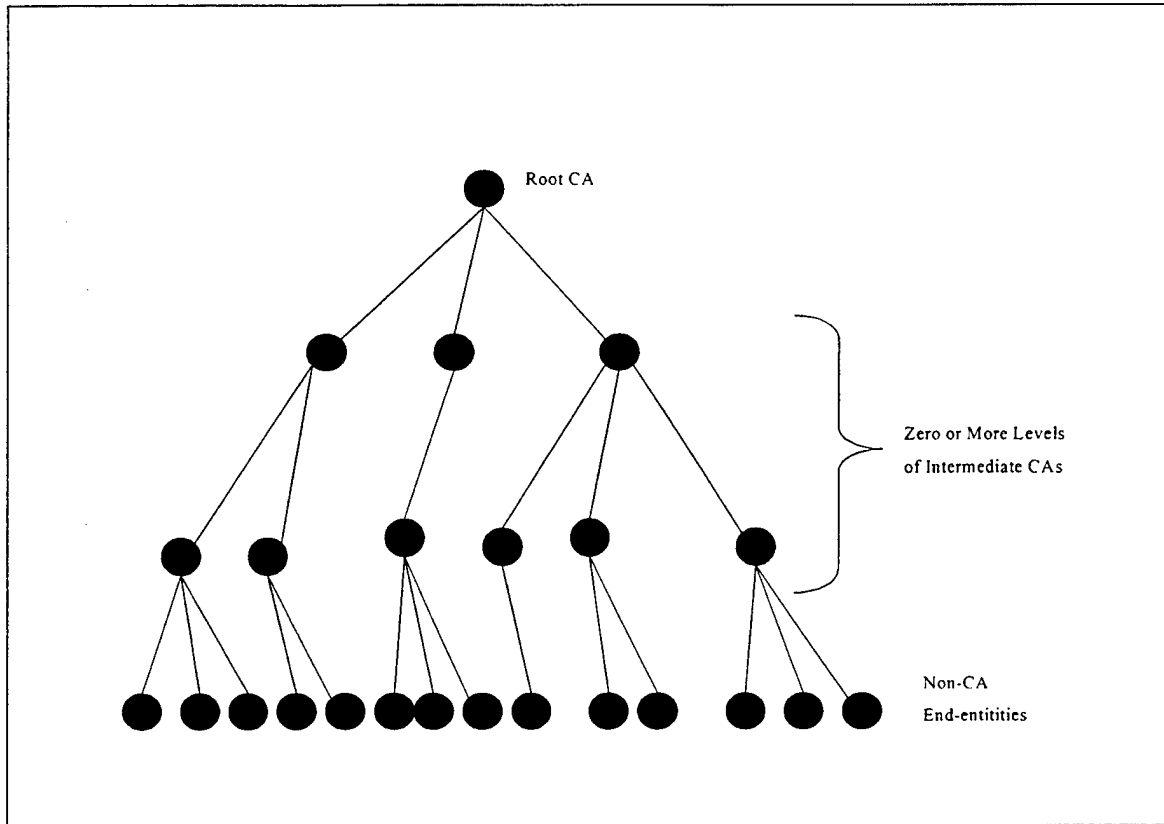 Root CA
Zero or More Levels
of Intermediate CAs
Non-CA
End-entitities